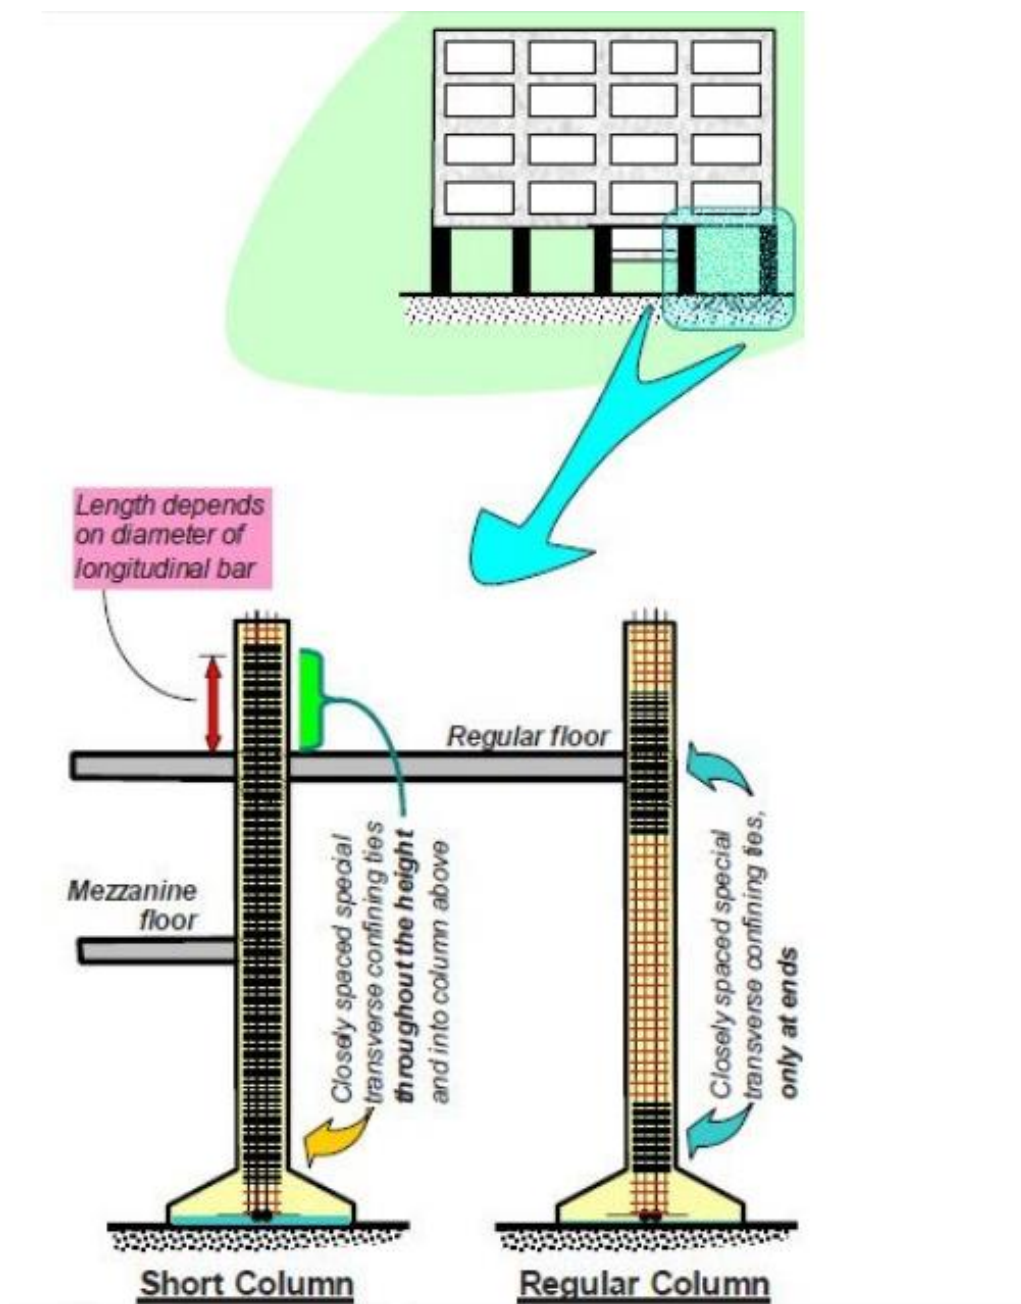 Length depends
on diameter of
longitudinal bar
Regular floor
Mezzanine
floor
Closely spaced special
transverse confining ties
throughout the height
and into column above
Closely spaced special
transverse confining ties,
only at ends
Short Column
Regular Column